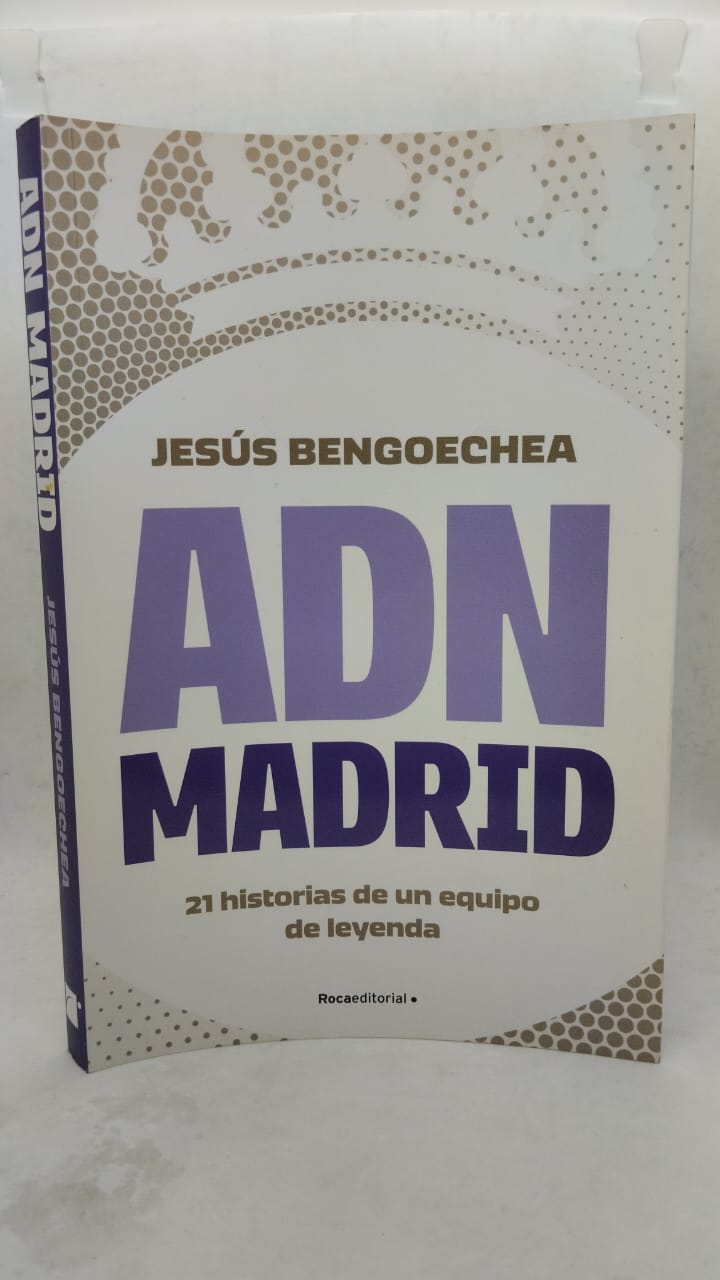 ADN MADRID
JESÚS BENGOECHEA
JESÚS BENGOECHEA
ADN
MADRID
21 historias de un equipo
de leyenda
Rocaeditorial